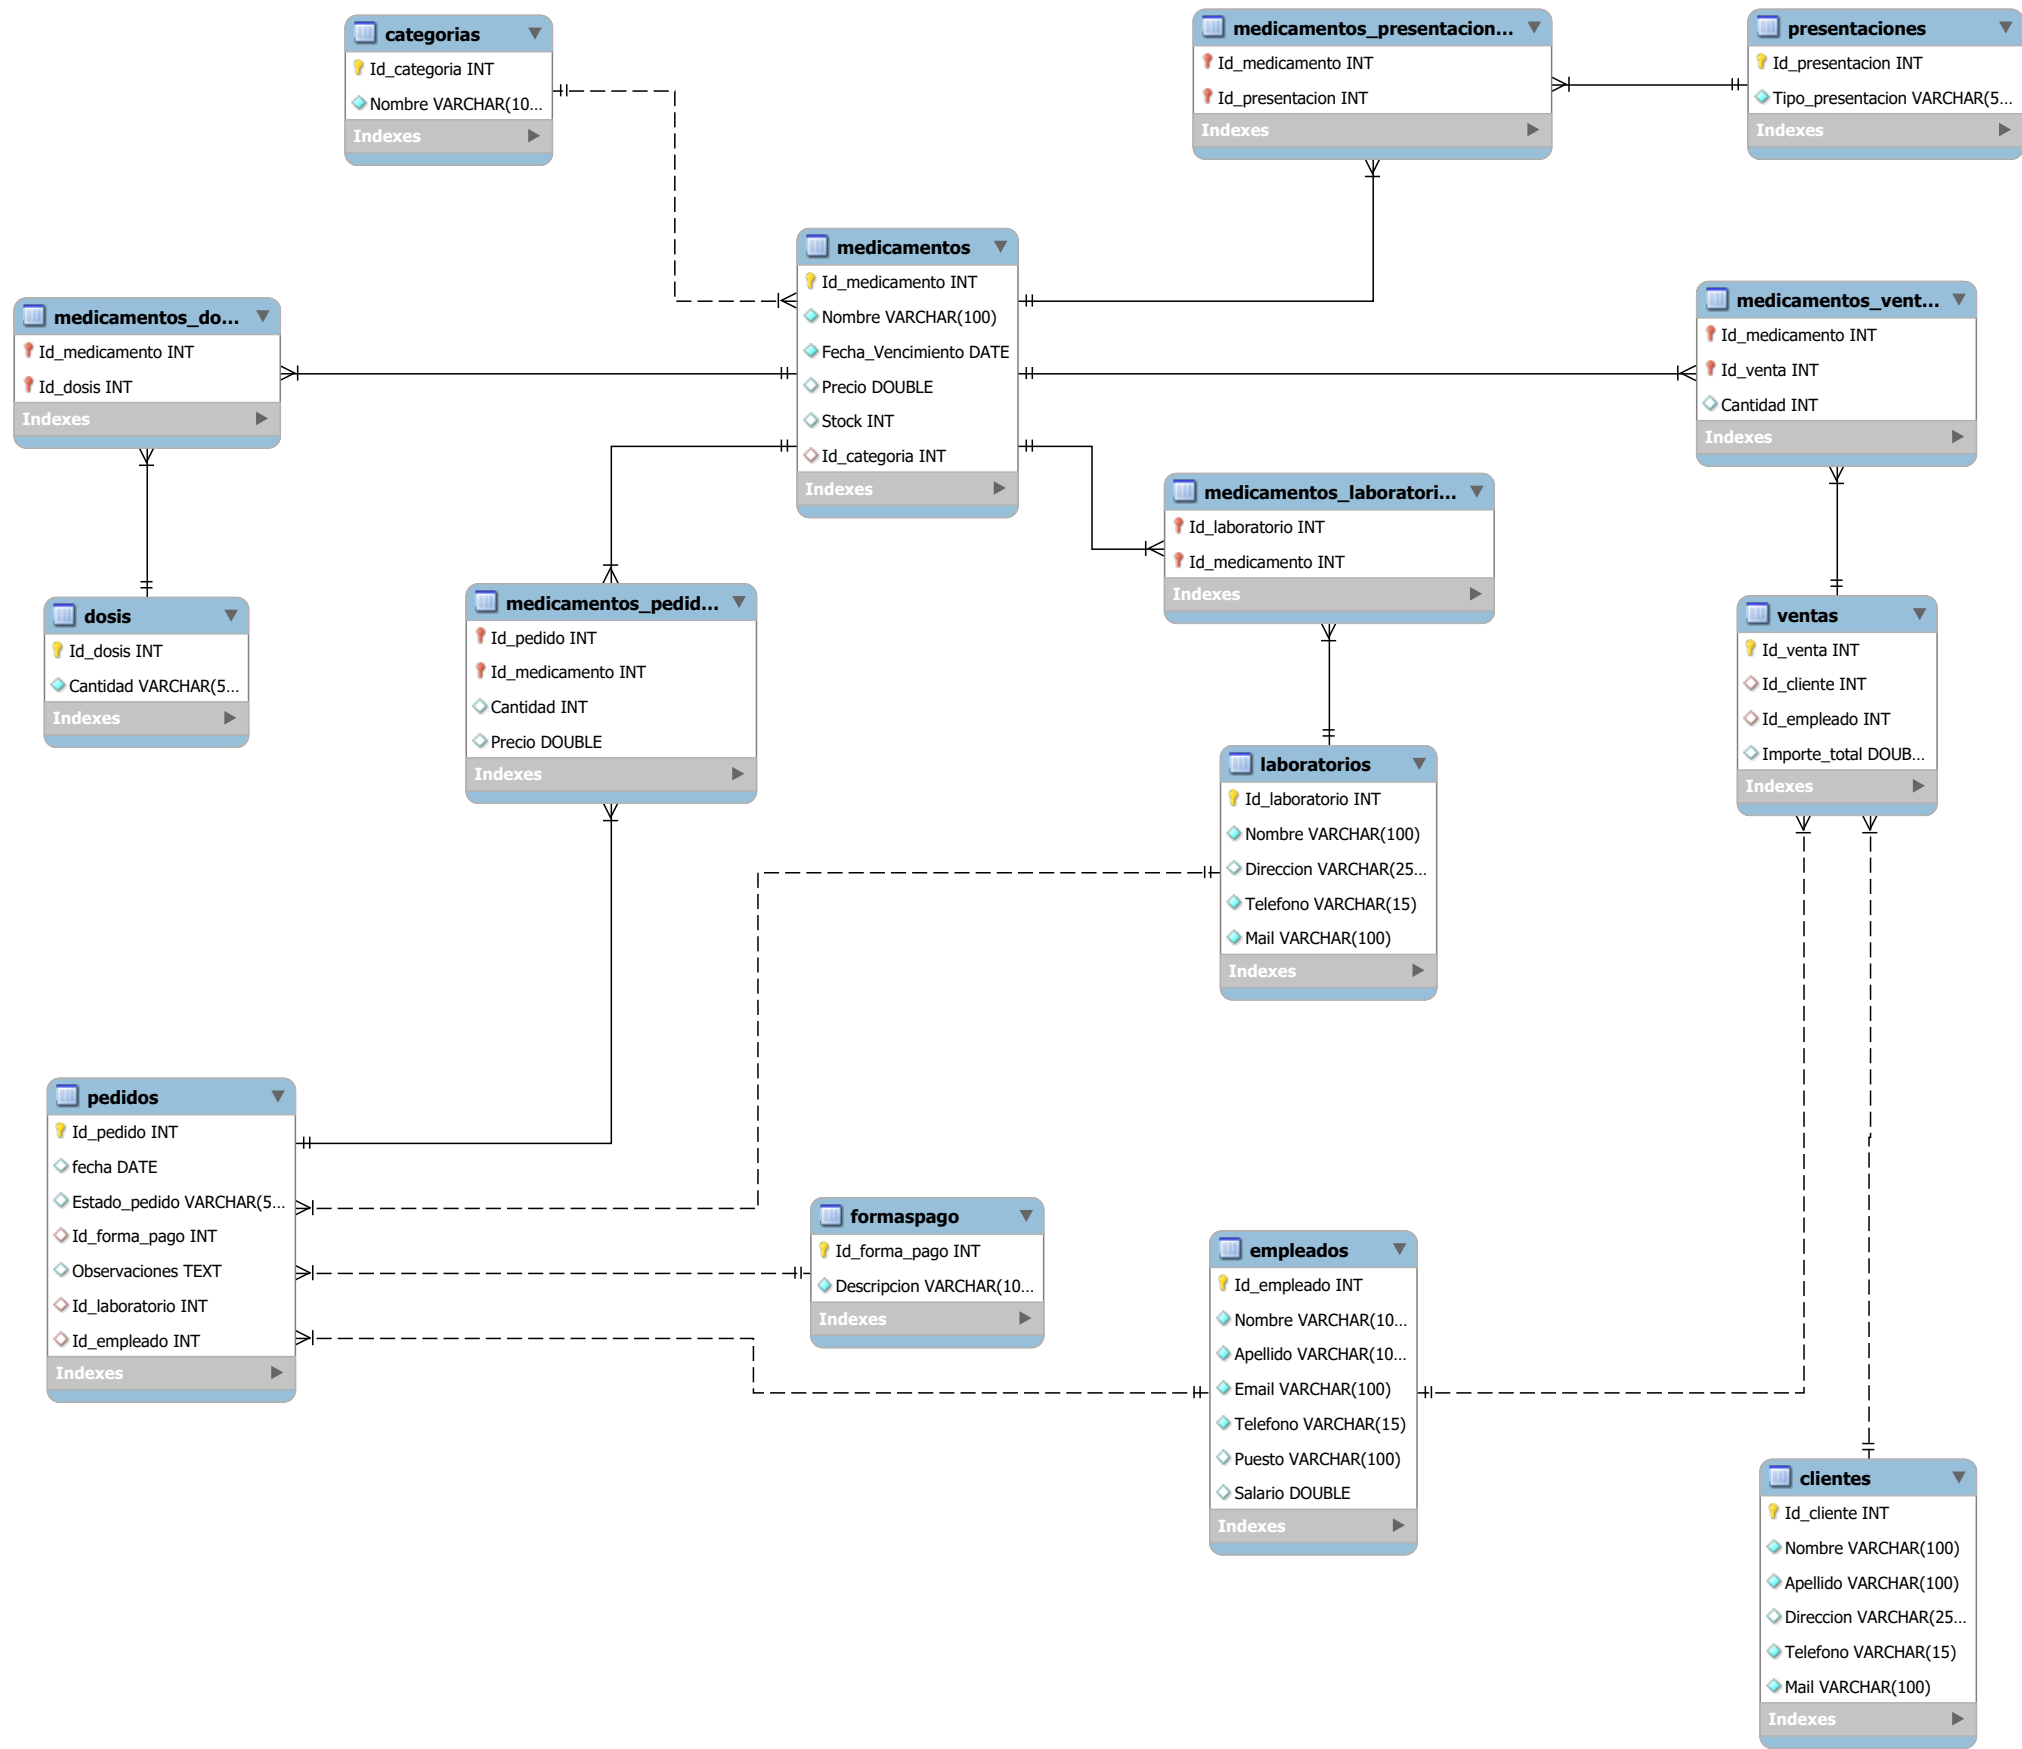 categorias
Id_categoria INT
Nombre VARCHAR(10...
Indexes
medicamentos_presentacion...
Id_medicamento INT
Id_presentacion INT
Indexes
presentaciones
Id_presentacion INT
Tipo_presentacion VARCHAR(5...
Indexes
medicamentos
Id_medicamento INT
Nombre VARCHAR(100)
Fecha_Vencimiento DATE
Precio DOUBLE
Stock INT
Id_categoria INT
Indexes
medicamentos_do...
Id_medicamento INT
Id_dosis INT
Indexes
medicamentos_vent...
Id_medicamento INT
Id_venta INT
Cantidad INT
Indexes
medicamentos_laboratori...
Id_laboratorio INT
Id_medicamento INT
Indexes
dosis
Id_dosis INT
Cantidad VARCHAR(5...
Indexes
medicamentos_pedid...
Id_pedido INT
Id_medicamento INT
Cantidad INT
Precio DOUBLE
Indexes
ventas
Id_venta INT
Id_cliente INT
Id_empleado INT
Importe_total DOUB...
Indexes
laboratorios
Id_laboratorio INT
Nombre VARCHAR(100)
Direccion VARCHAR(25...
Telefono VARCHAR(15)
Mail VARCHAR(100)
Indexes
pedidos
Id_pedido INT
fecha DATE
Estado_pedido VARCHAR(5...
Id_forma_pago INT
Observaciones TEXT
Id_laboratorio INT
Id_empleado INT
Indexes
formaspago
Id_forma_pago INT
Descripcion VARCHAR(10...
Indexes
empleados
Id_empleado INT
Nombre VARCHAR(10...
Apellido VARCHAR(10...
Email VARCHAR(100)
Telefono VARCHAR(15)
Puesto VARCHAR(100)
Salario DOUBLE
Indexes
clientes
Id_cliente INT
Nombre VARCHAR(100)
Apellido VARCHAR(100)
Direccion VARCHAR(25...
Telefono VARCHAR(15)
Mail VARCHAR(100)
Indexes